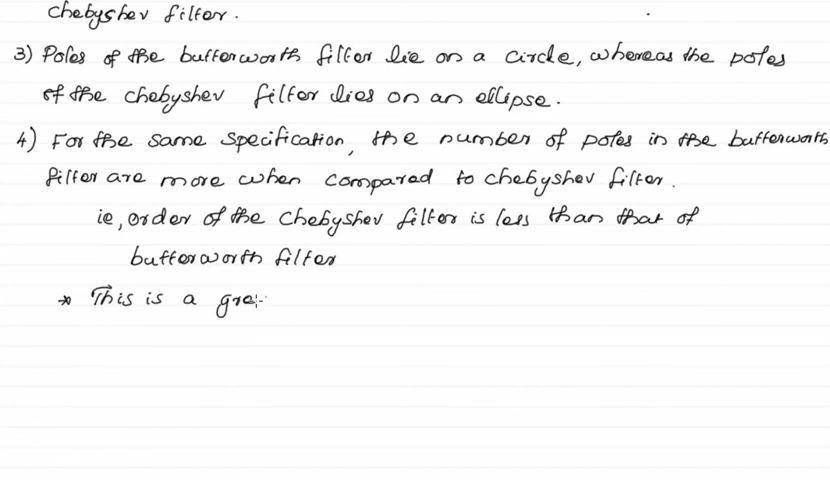 chebyshev filter.
3) Poles of the butterworth filter lie on a circle, whereas the poles
of the chebyshev filter lies on an ellipse.
4) For the same specification, the number of poles in the butterworth
filter are more when compared to chebyshev filter.
ie, order of the chebyshev filter is less than that of
butterworth filter
* This is a gre